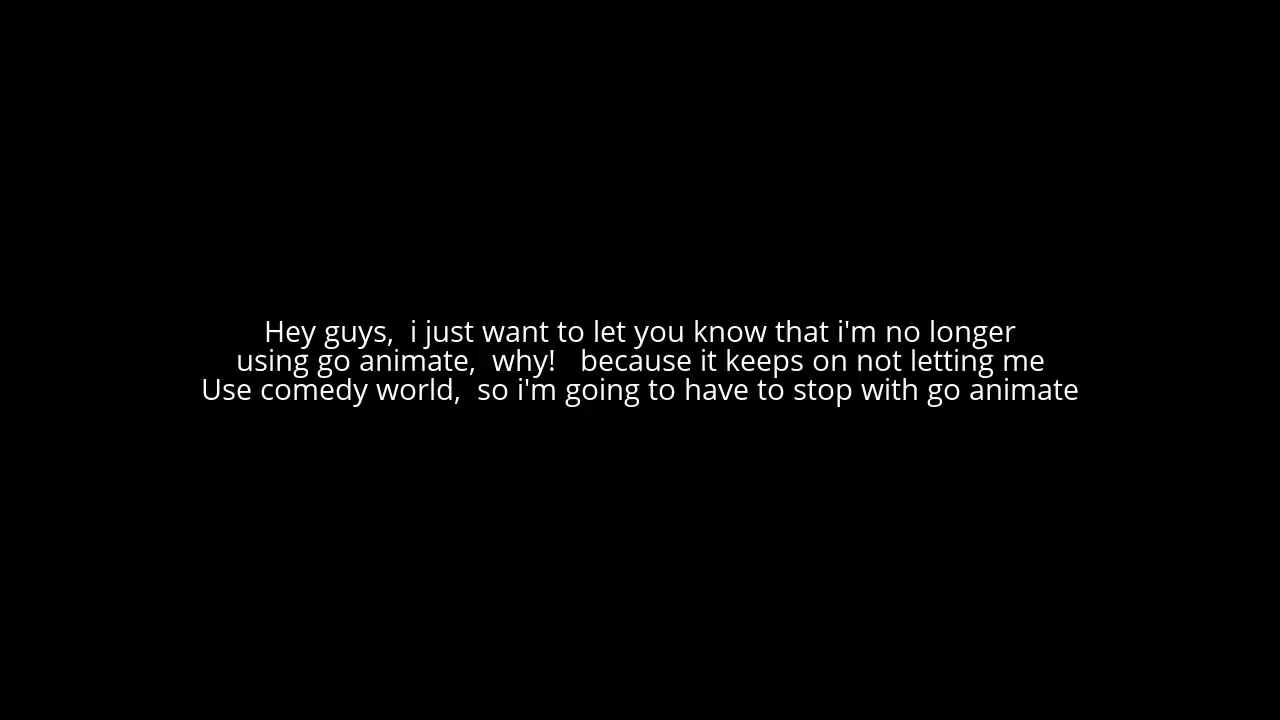 Hey guys,  i just want to let you know that i'm no longer
using go animate,  why!   because it keeps on not letting me
Use comedy world,  so i'm going to have to stop with go animate